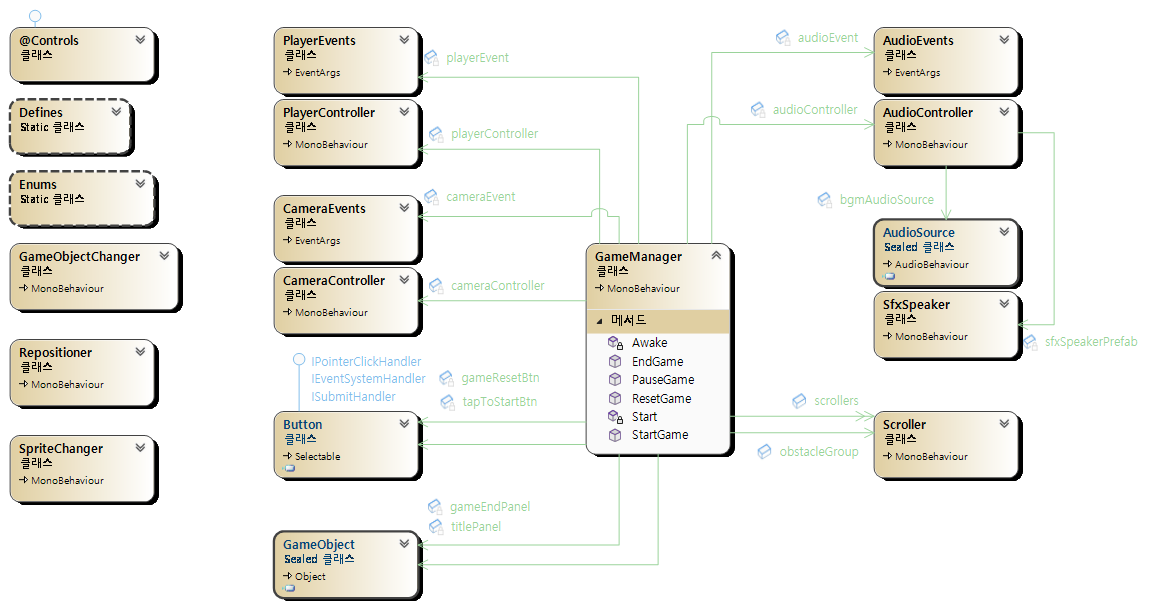 @Controls
클래스
Defines
Static 클래스
Enums
Static 클래스
GameObjectChanger
클래스
MonoBehaviour
Repositioner
클래스
MonoBehaviour
SpriteChanger
클래스
MonoBehaviour
PlayerEvents
클래스
EventArgs
playerEvent
PlayerController
클래스
MonoBehaviour
playerController
CameraEvents
클래스
EventArgs
cameraEvent
CameraController
클래스
MonoBehaviour
cameraController
IPointerClickHandler
IEventSystemHandler
ISubmitHandler
gameResetBtn
tapToStartBtn
Button
클래스
Selectable
gameEndPanel
titlePanel
GameObject
Sealed 클래스
Object
GameManager
클래스
MonoBehaviour
메서드
Awake
EndGame
PauseGame
ResetGame
Start
StartGame
audioEvent
AudioEvents
클래스
EventArgs
audioController
AudioController
클래스
MonoBehaviour
bgmAudioSource
AudioSource
Sealed 클래스
AudioBehaviour
SfxSpeaker
클래스
MonoBehaviour
sfxSpeakerPrefab
scrollers
obstacleGroup
Scroller
클래스
MonoBehaviour